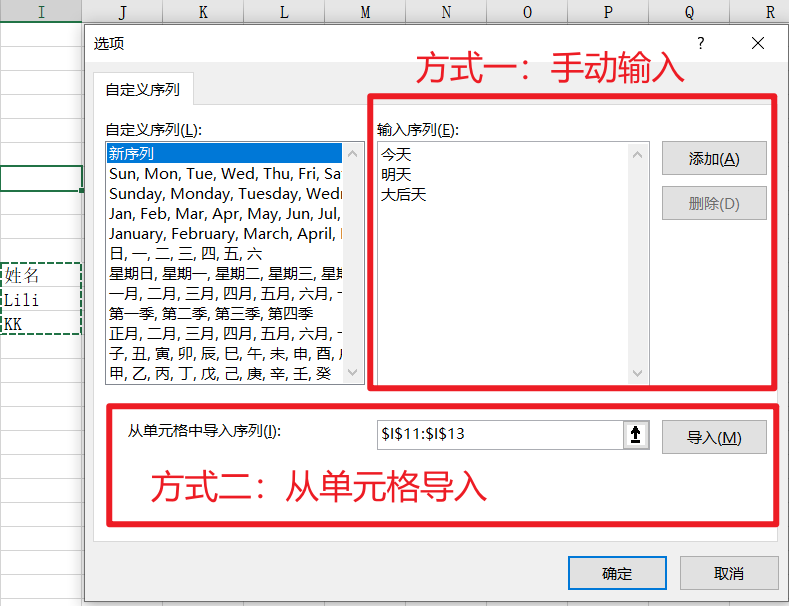 I J K L M N O P Q R
选项 ?
方式一：手动输入
自定义序列
自定义序列(L):
新序列
Sun, Mon, Tue, Wed, Thu, Fri, Sa
Sunday, Monday, Tuesday, Wed
Jan, Feb, Mar, Apr, May, Jun, Jul,
January, February, March, April,
日, 一, 二, 三, 四, 五, 六
星期日, 星期一, 星期二, 星期三, 星
一月, 二月, 三月, 四月, 五月, 六月,
第一季, 第二季, 第三季, 第四季
正月, 二月, 三月, 四月, 五月, 六月,
子, 丑, 寅, 卯, 辰, 巳, 午, 未, 申, 酉,
甲, 乙, 丙, 丁, 戊, 己, 庚, 辛, 壬, 癸
输入序列(E):
今天
明天
大后天
添加(A)
删除(D)
姓名
Lili
KK
从单元格中导入序列(I):
$I$11:$I$13
导入(M)
方式二：从单元格导入
确定
取消